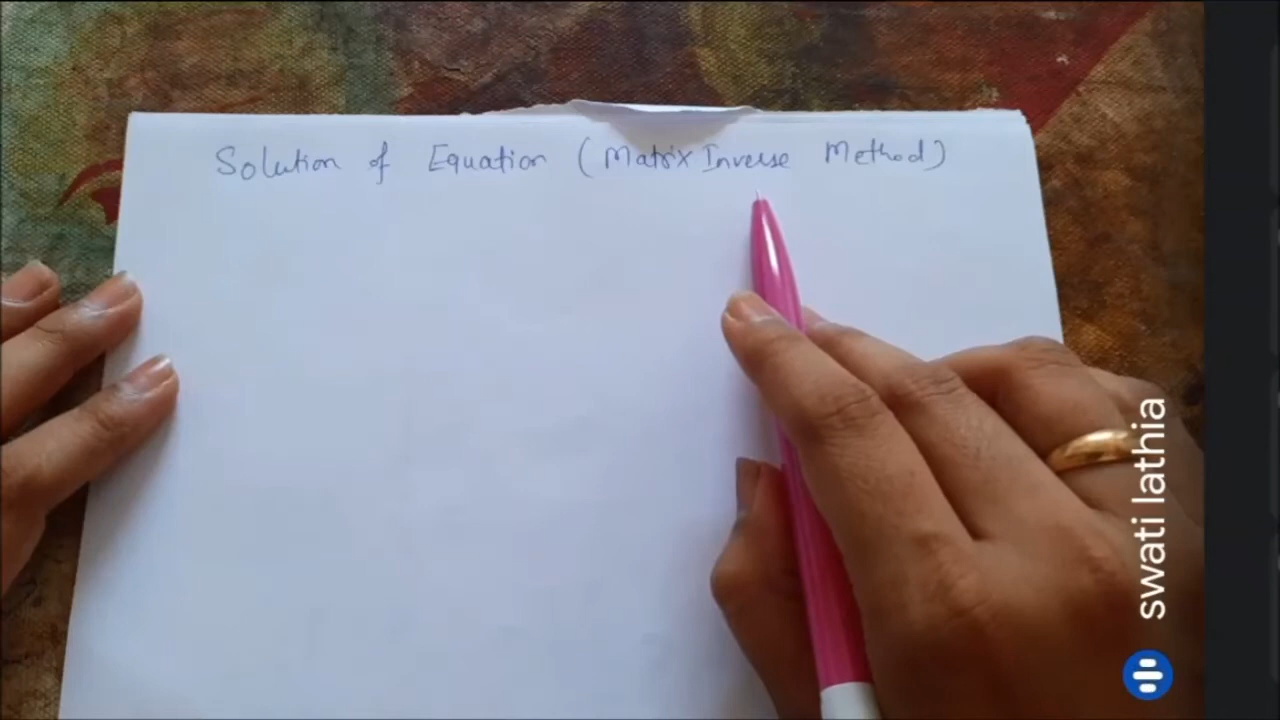 Solution of Equation (Matrix Inverse Method)
swati lathia